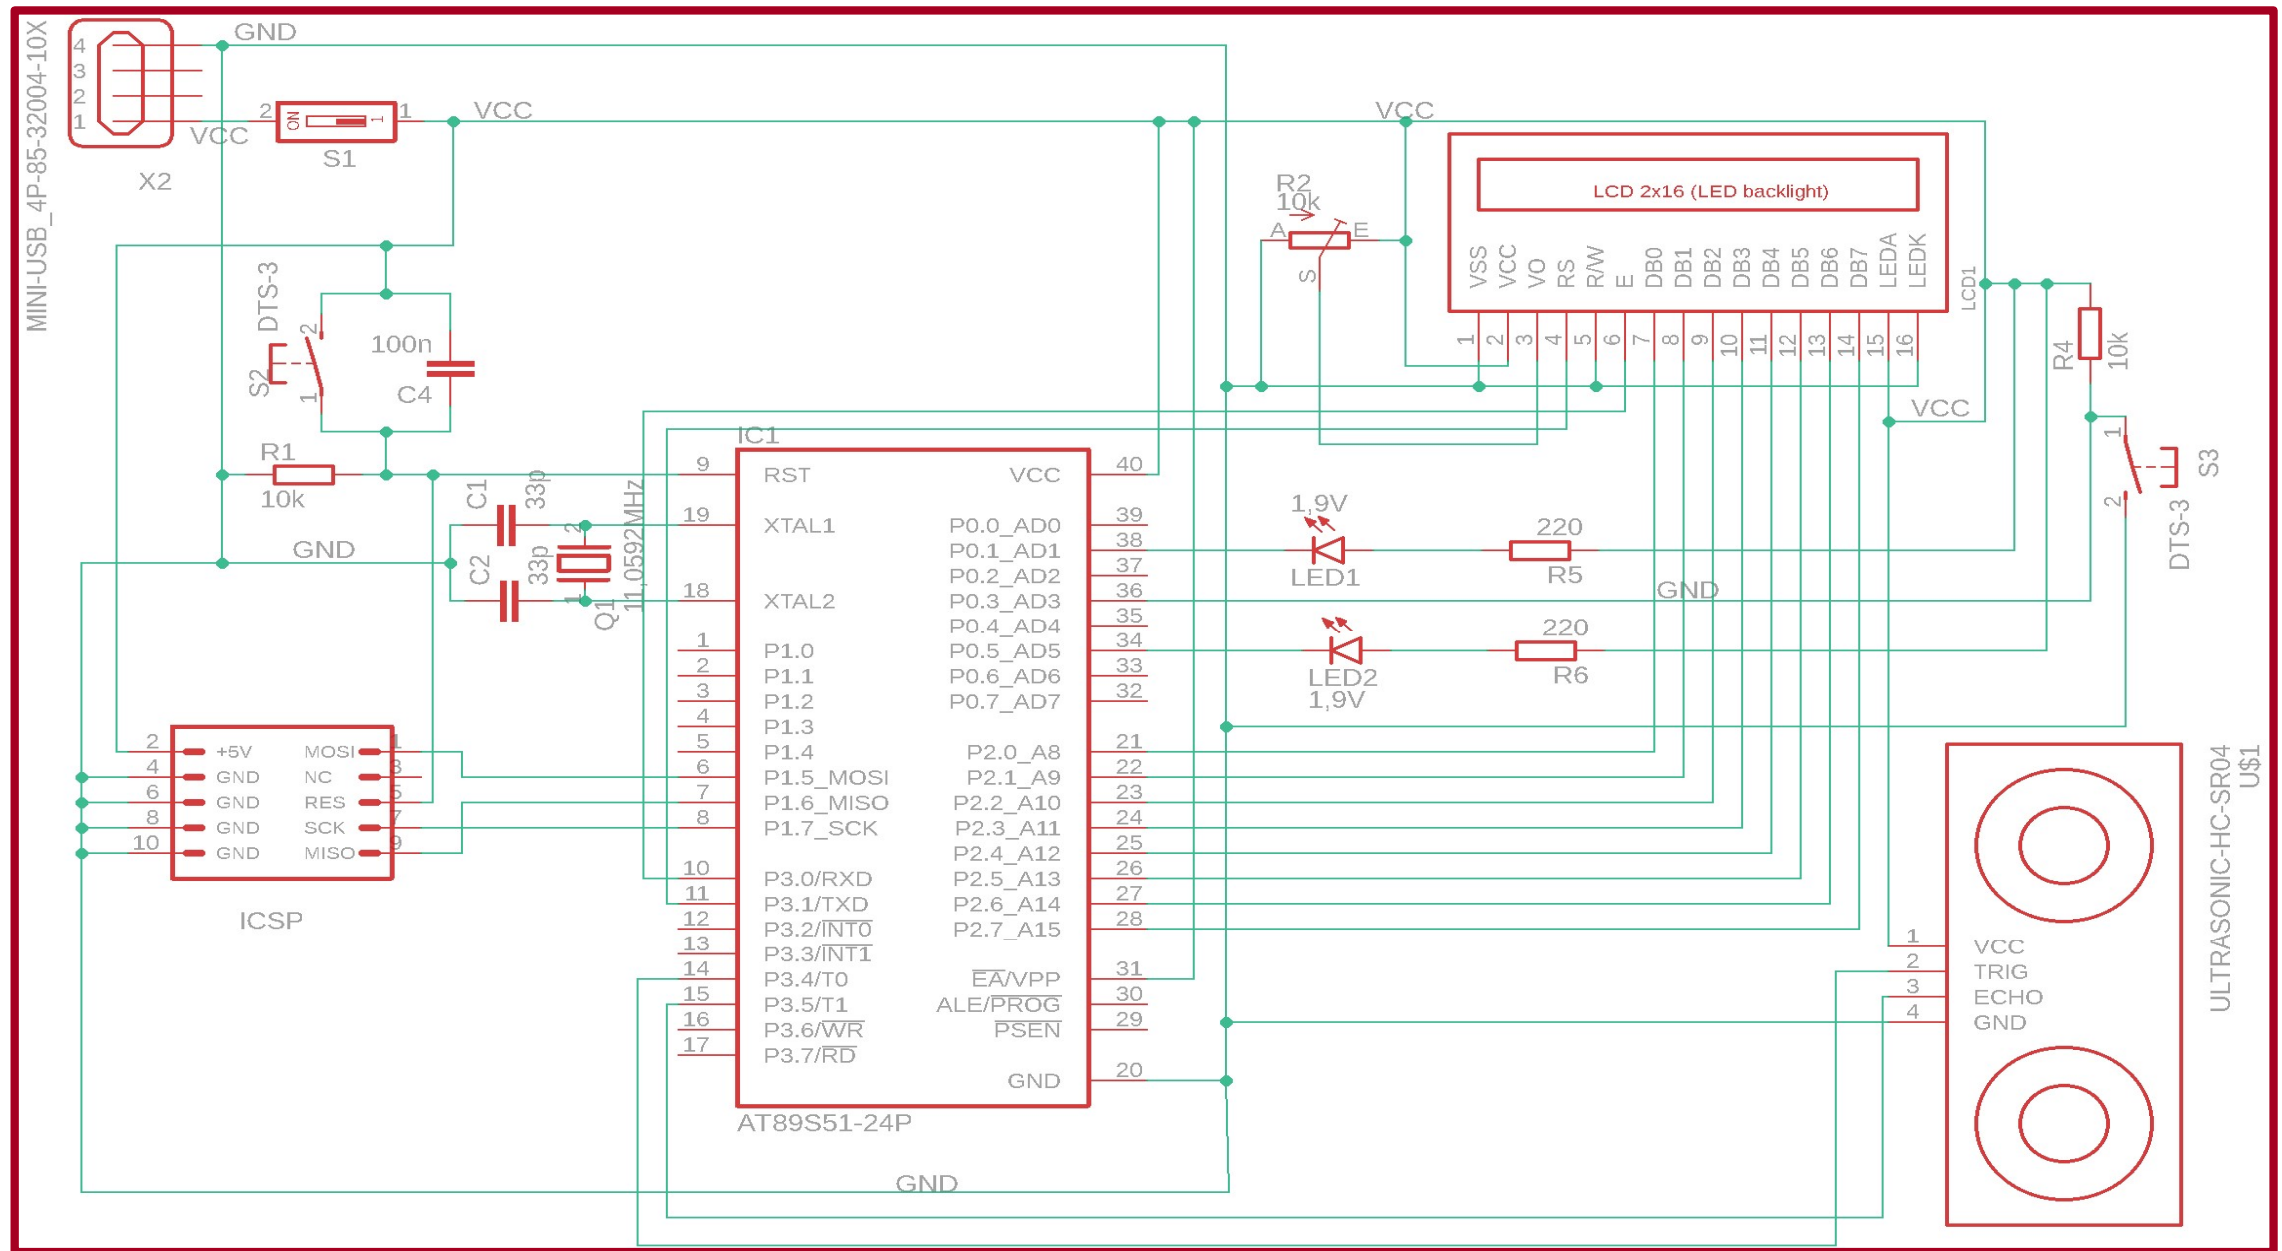 MINI-USB_4P-85-32004-10X
4
3
2
1
GND
VCC
X2
2
ON
1
1
S1
VCC
VCC
DTS-3
S2
2
1
100n
C4
R1
10k
GND
C1
33p
C2
33p
2
1
Q1
11,0592MHz
R2
10k
A
E
S
LCD 2x16 (LED backlight)
VSS
VCC
VO
RS
R/W
E
DB0
DB1
DB2
DB3
DB4
DB5
DB6
DB7
LEDA
LEDK
LCD1
1
2
3
4
5
6
7
8
9
10
11
12
13
14
15
16
VCC
R4
10k
1
2
S3
DTS-3
IC1
9 RST
19 XTAL1
18 XTAL2
1 P1.0
2 P1.1
3 P1.2
4 P1.3
5 P1.4
6 P1.5_MOSI
7 P1.6_MISO
8 P1.7_SCK
10 P3.0/RXD
11 P3.1/TXD
12 P3.2/INT0
13 P3.3/INT1
14 P3.4/T0
15 P3.5/T1
16 P3.6/WR
17 P3.7/RD
VCC 40
P0.0_AD0 39
P0.1_AD1 38
P0.2_AD2 37
P0.3_AD3 36
P0.4_AD4 35
P0.5_AD5 34
P0.6_AD6 33
P0.7_AD7 32
P2.0_A8 21
P2.1_A9 22
P2.2_A10 23
P2.3_A11 24
P2.4_A12 25
P2.5_A13 26
P2.6_A14 27
P2.7_A15 28
EA/VPP 31
ALE/PROG 30
PSEN 29
GND 20
AT89S51-24P
1,9V
LED1
220
R5
GND
LED2
1,9V
220
R6
2 +5V MOSI 1
4 GND NC 3
6 GND RES 5
8 GND SCK 7
10 GND MISO 9
ICSP
GND
1 VCC
2 TRIG
3 ECHO
4 GND
ULTRASONIC-HC-SR04
U$1